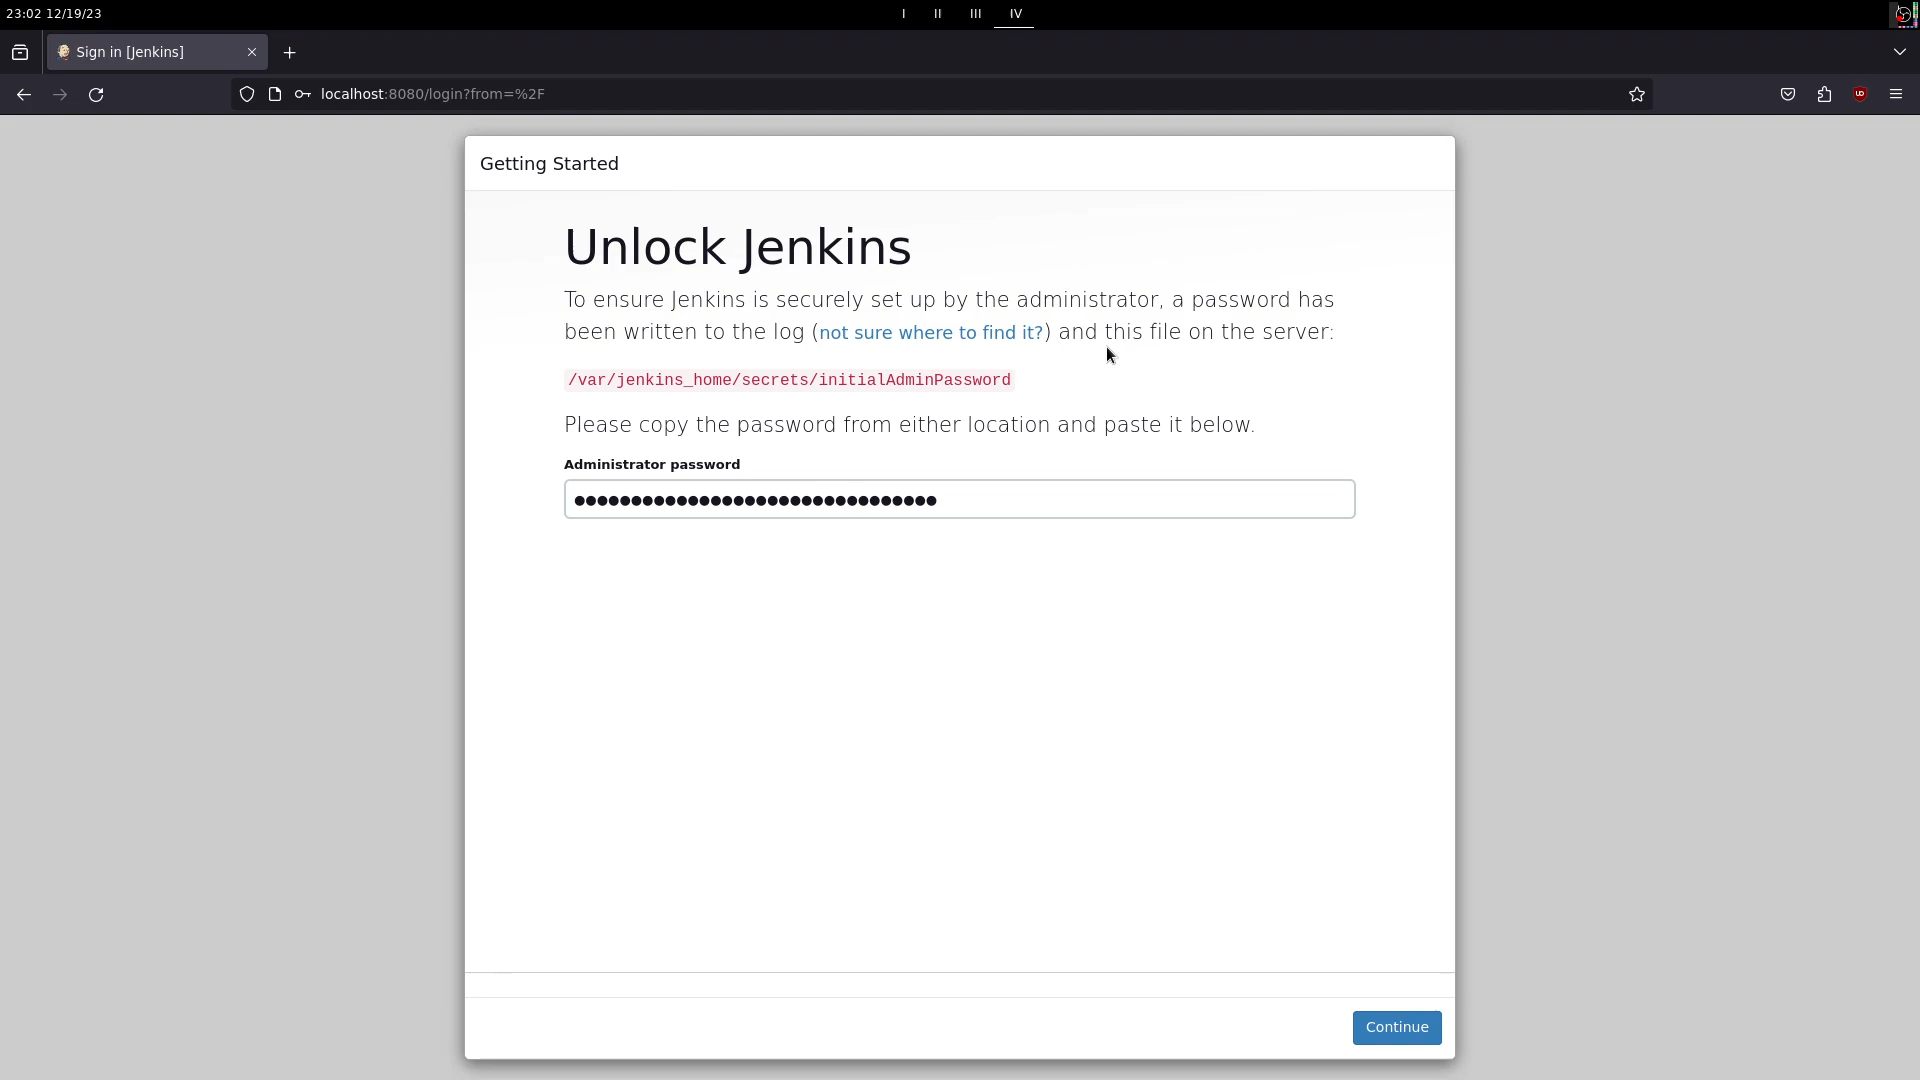 23:02 12/19/23
I II III IV
Sign in [Jenkins]
localhost:8080/login?from=%2F
Getting Started
Unlock Jenkins
To ensure Jenkins is securely set up by the administrator, a password has
been written to the log (not sure where to find it?) and this file on the server:
/var/jenkins_home/secrets/initialAdminPassword
Please copy the password from either location and paste it below.
Administrator password
●●●●●●●●●●●●●●●●●●●●●●●●●●●●●●●●
Continue